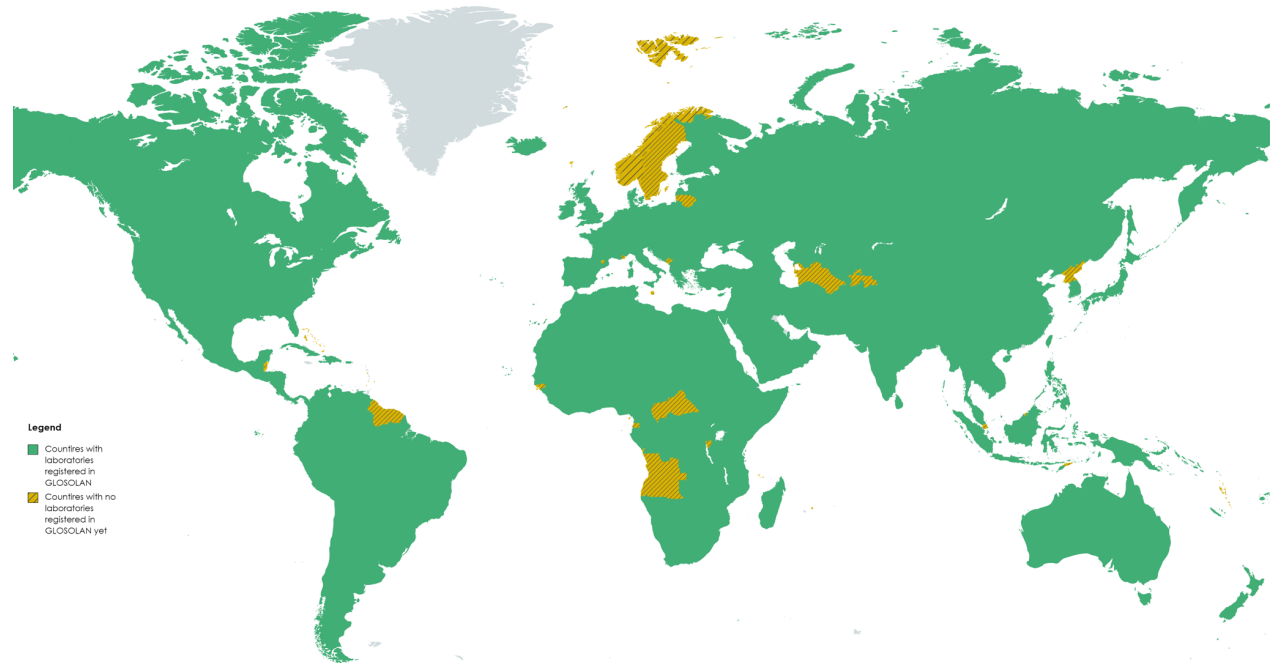 Legend
Countires with
laboratories
registered in
GLOSOLAN
Countires with no
laboratories
registered in
GLOSOLAN yet